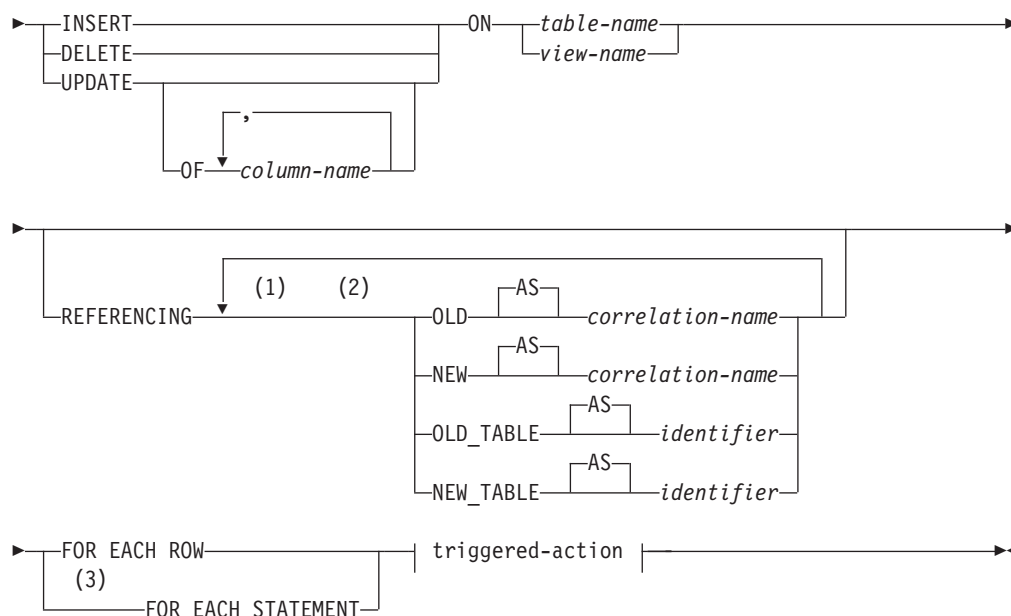 INSERT ON table-name
DELETE view-name
UPDATE
,
OF column-name
(1) (2) AS
REFERENCING OLD correlation-name
AS
NEW correlation-name
AS
OLD_TABLE identifier
AS
NEW_TABLE identifier
FOR EACH ROW triggered-action
(3)
FOR EACH STATEMENT